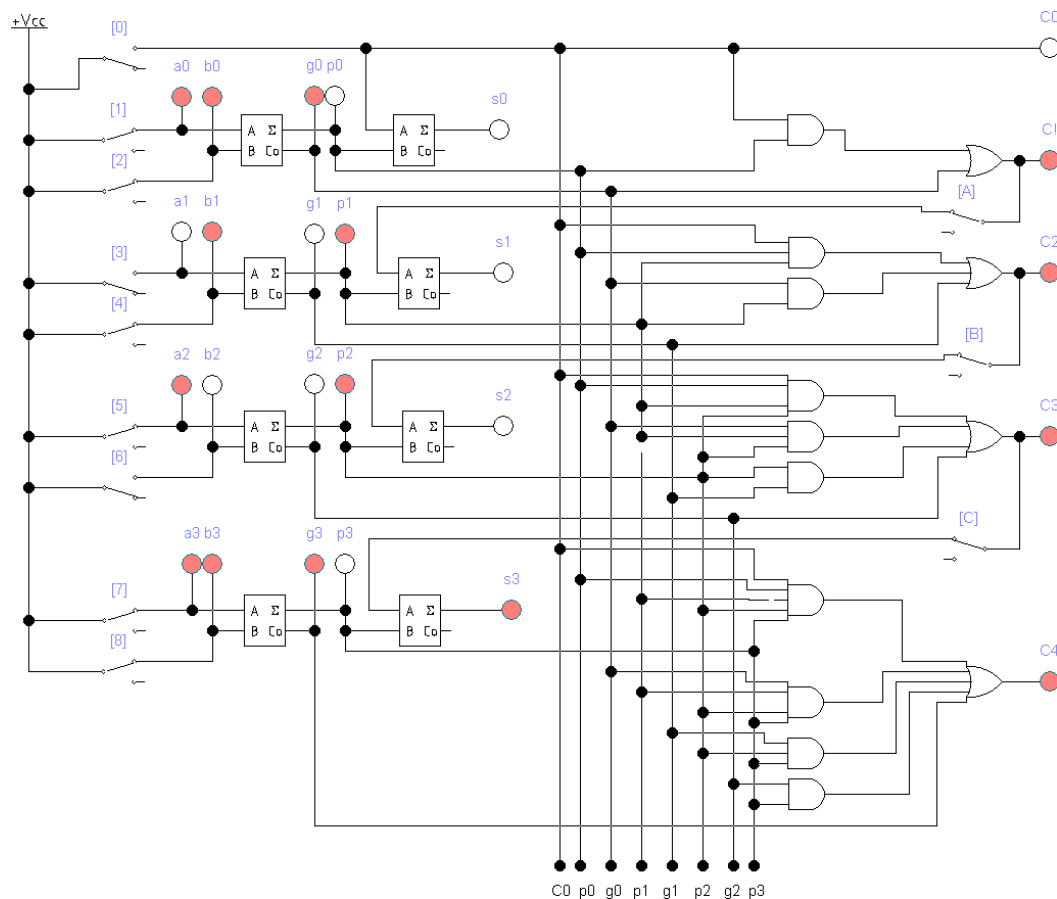 +Vcc
[0]
C0
a0 b0 g0 p0
s0
[1]
A Σ
B Co
C1
[2]
[A]
a1 b1 g1 p1
s1
C2
[3]
A Σ
B Co
A Σ
B Co
[4]
[B]
a2 b2 g2 p2
s2
C3
[5]
A Σ
B Co
A Σ
B Co
[6]
[C]
a3 b3 g3 p3
s3
[7]
A Σ
B Co
A Σ
B Co
[8]
C4
C0 p0 g0 p1 g1 p2 g2 p3